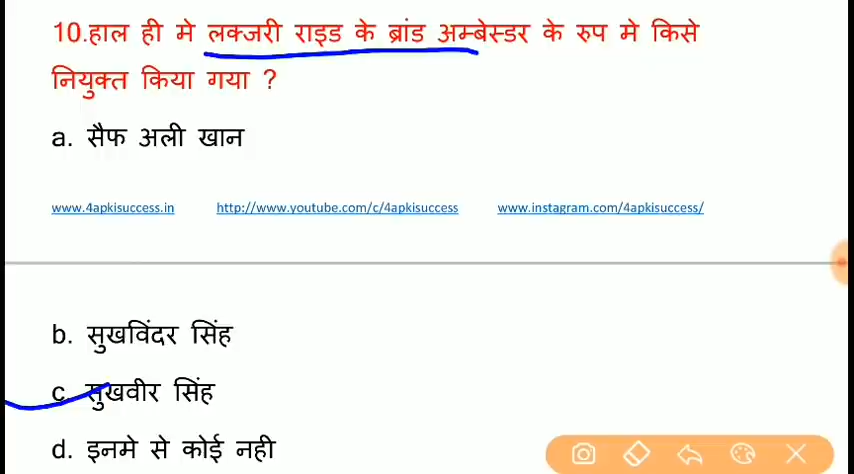 10.हाल ही मे लक्जरी राइड के ब्रांड अम्बेस्डर के रुप मे किसे
नियुक्त किया गया ?
a. सैफ अली खान
www.4apkisuccess.in http://www.youtube.com/c/4apkisuccess www.instagram.com/4apkisuccess/
b. सुखविंदर सिंह
c. सुखवीर सिंह
d. इनमे से कोई नही